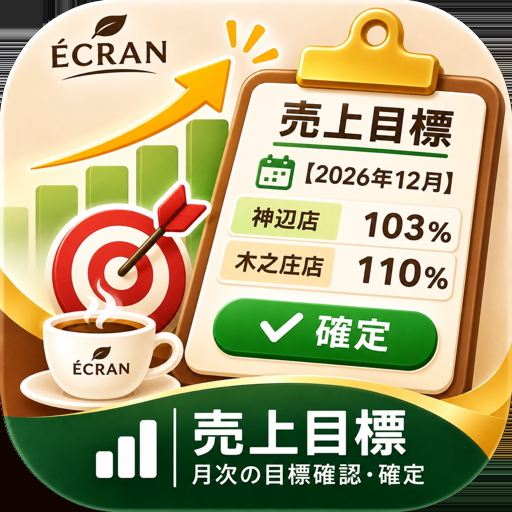 ÉCRAN
売上目標
【2026年12月】
神辺店 103%
木之庄店 110%
確定
ÉCRAN
売上目標
月次の目標確認・確定